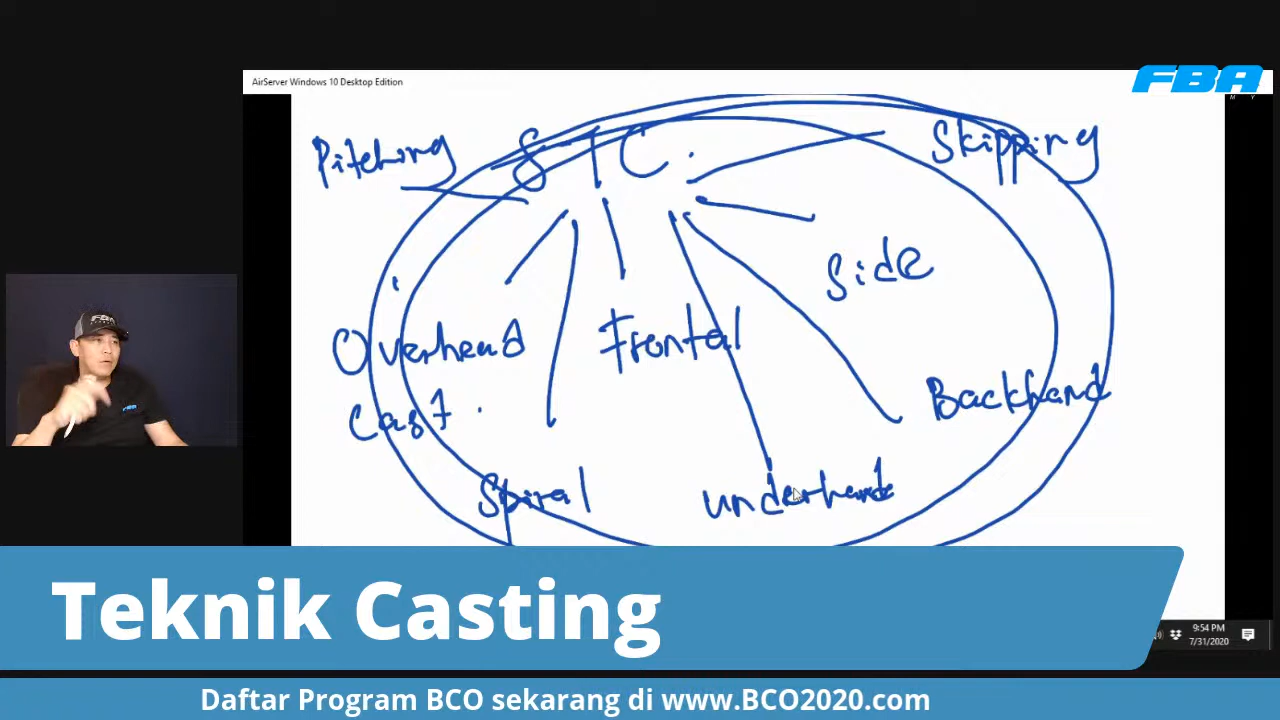 AirServer Windows 10 Desktop Edition
FBA
M Y
Pitching
STC.
Skipping
Side
Overhead
Cast.
Frontal
Backhand
Spiral
underhand
Teknik Casting
9:54 PM
7/31/2020
Daftar Program BCO sekarang di www.BCO2020.com